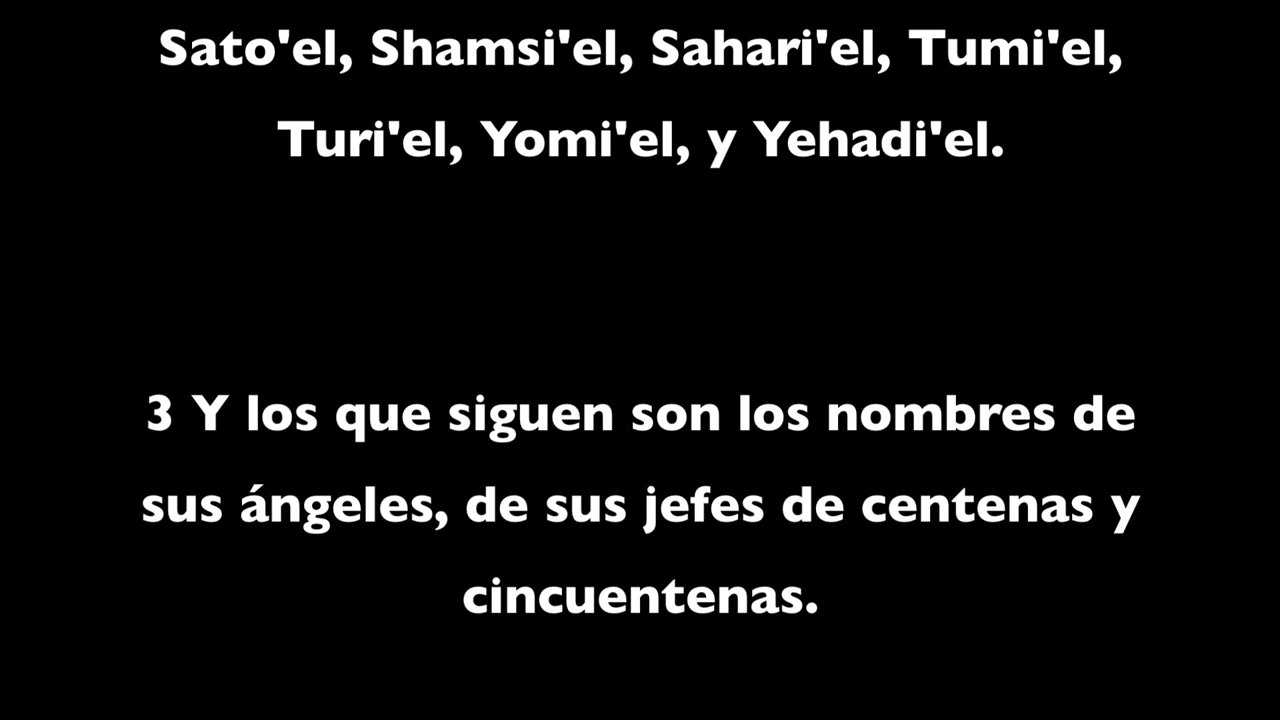 Sato'el, Shamsi'el, Sahari'el, Tumi'el,
Turi'el, Yomi'el, y Yehadi'el.
3 Y los que siguen son los nombres de
sus ángeles, de sus jefes de centenas y
cincuentenas.